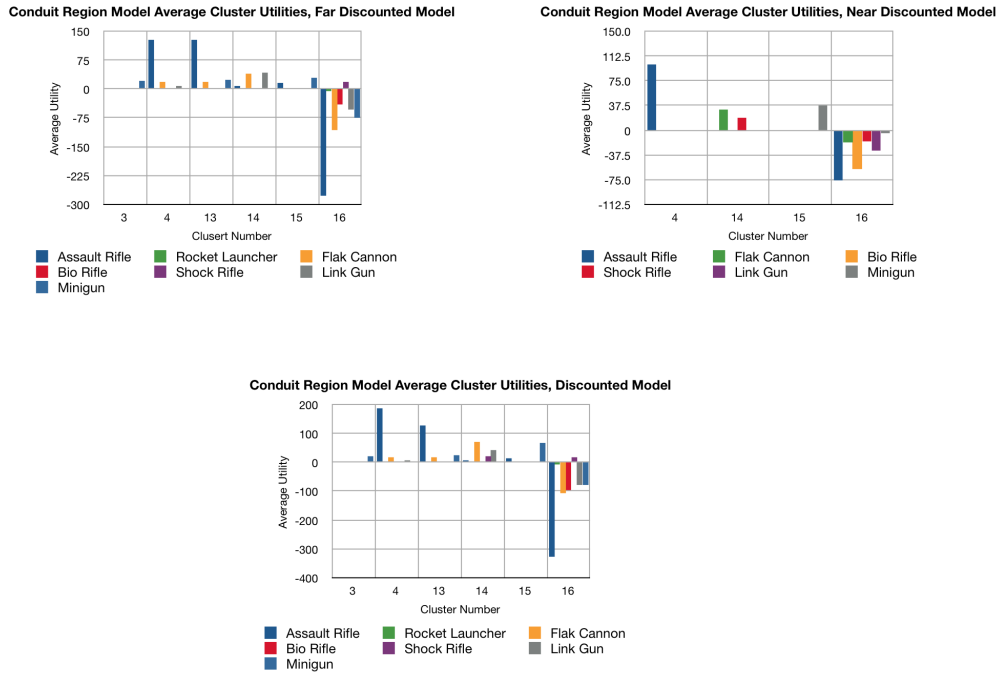 Conduit Region Model Average Cluster Utilities, Far Discounted Model
150
75
0
-75
-150
-225
-300
Average Utility
3 4 13 14 15 16
Clusert Number
Assault Rifle Rocket Launcher Flak Cannon
Bio Rifle Shock Rifle Link Gun
Minigun
Conduit Region Model Average Cluster Utilities, Near Discounted Model
150.0
112.5
75.0
37.5
0
-37.5
-75.0
-112.5
Average Utility
4 14 15 16
Cluster Number
Assault Rifle Flak Cannon Bio Rifle
Shock Rifle Link Gun Minigun
Conduit Region Model Average Cluster Utilities, Discounted Model
200
100
0
-100
-200
-300
-400
Average Utility
3 4 13 14 15 16
Cluster Number
Assault Rifle Rocket Launcher Flak Cannon
Bio Rifle Shock Rifle Link Gun
Minigun